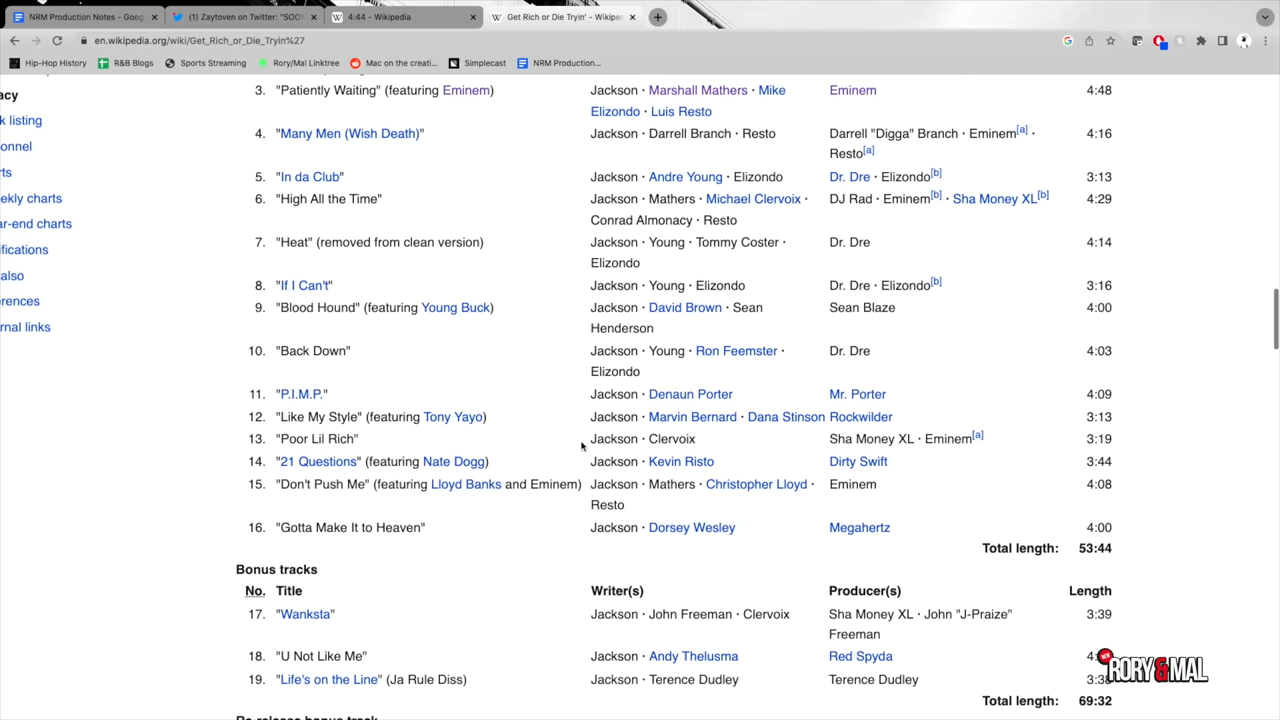 NRM Production Notes - Goog
(1) Zaytoven on Twitter: "SOO
4:44 - Wikipedia
Get Rich or Die Tryin' - Wikipe
en.wikipedia.org/wiki/Get_Rich_or_Die_Tryin%27
Hip-Hop History
R&B Blogs
Sports Streaming
Rory/Mal Linktree
Mac on the creati...
Simplecast
NRM Production...
acy
k listing
onnel
rts
ekly charts
ar-end charts
ifications
also
erences
rnal links
3. "Patiently Waiting" (featuring Eminem) Jackson · Marshall Mathers · Mike Eminem 4:48
Elizondo · Luis Resto
4. "Many Men (Wish Death)" Jackson · Darrell Branch · Resto Darrell "Digga" Branch · Eminem[a] · 4:16
Resto[a]
5. "In da Club" Jackson · Andre Young · Elizondo Dr. Dre · Elizondo[b] 3:13
6. "High All the Time" Jackson · Mathers · Michael Clervoix · DJ Rad · Eminem[b] · Sha Money XL[b] 4:29
Conrad Almonacy · Resto
7. "Heat" (removed from clean version) Jackson · Young · Tommy Coster · Dr. Dre 4:14
Elizondo
8. "If I Can't" Jackson · Young · Elizondo Dr. Dre · Elizondo[b] 3:16
9. "Blood Hound" (featuring Young Buck) Jackson · David Brown · Sean Sean Blaze 4:00
Henderson
10. "Back Down" Jackson · Young · Ron Feemster · Dr. Dre 4:03
Elizondo
11. "P.I.M.P." Jackson · Denaun Porter Mr. Porter 4:09
12. "Like My Style" (featuring Tony Yayo) Jackson · Marvin Bernard · Dana Stinson Rockwilder 3:13
13. "Poor Lil Rich" Jackson · Clervoix Sha Money XL · Eminem[a] 3:19
14. "21 Questions" (featuring Nate Dogg) Jackson · Kevin Risto Dirty Swift 3:44
15. "Don't Push Me" (featuring Lloyd Banks and Eminem) Jackson · Mathers · Christopher Lloyd · Eminem 4:08
Resto
16. "Gotta Make It to Heaven" Jackson · Dorsey Wesley Megahertz 4:00
Total length: 53:44
Bonus tracks
No. Title Writer(s) Producer(s) Length
17. "Wanksta" Jackson · John Freeman · Clervoix Sha Money XL · John "J-Praize" 3:39
Freeman
18. "U Not Like Me" Jackson · Andy Thelusma Red Spyda
19. "Life's on the Line" (Ja Rule Diss) Jackson · Terence Dudley Terence Dudley
NEW RORY & MAL
Total length: 69:32